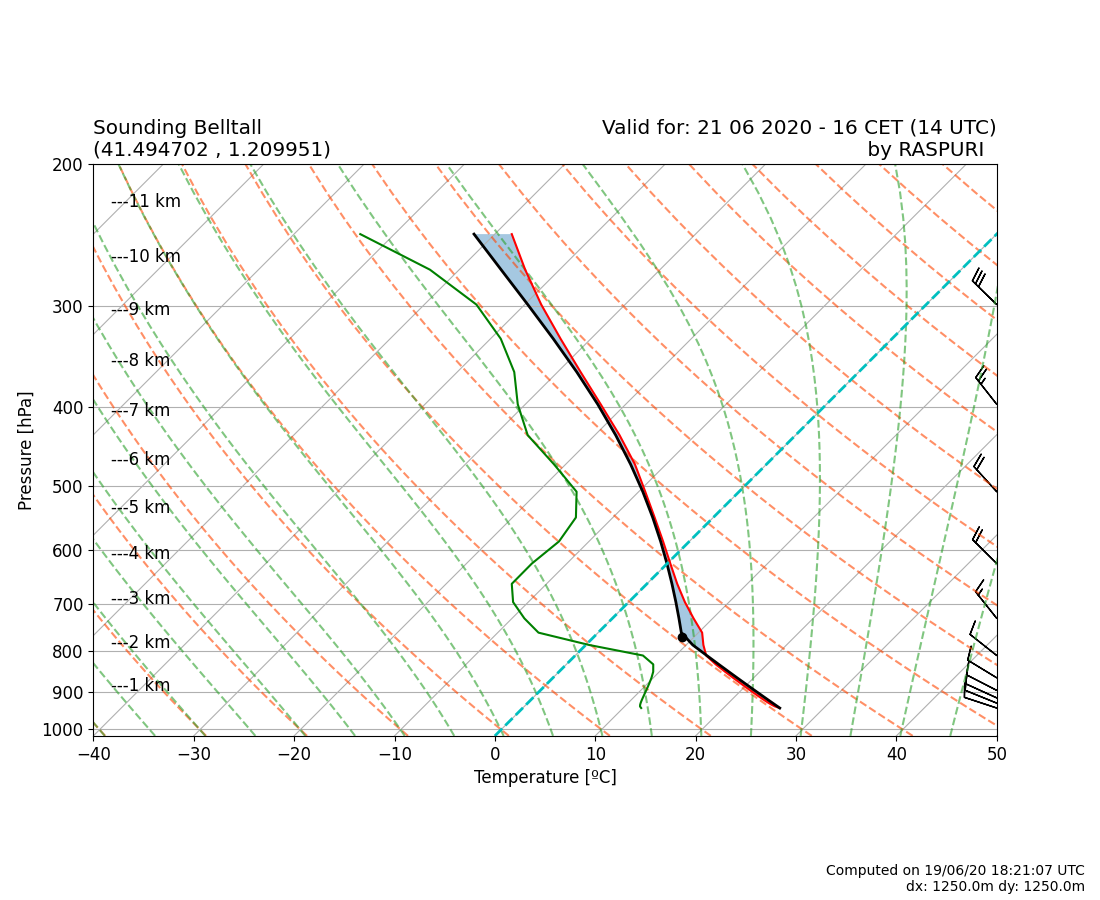 Sounding Belltall
(41.494702 , 1.209951)
Valid for: 21 06 2020 - 16 CET (14 UTC)
by RASPURI
Pressure [hPa]
200
300
400
500
600
700
800
900
1000
---11 km
---10 km
---9 km
---8 km
---7 km
---6 km
---5 km
---4 km
---3 km
---2 km
---1 km
−40 −30 −20 −10 0 10 20 30 40 50
Temperature [ºC]
Computed on 19/06/20 18:21:07 UTC
dx: 1250.0m dy: 1250.0m